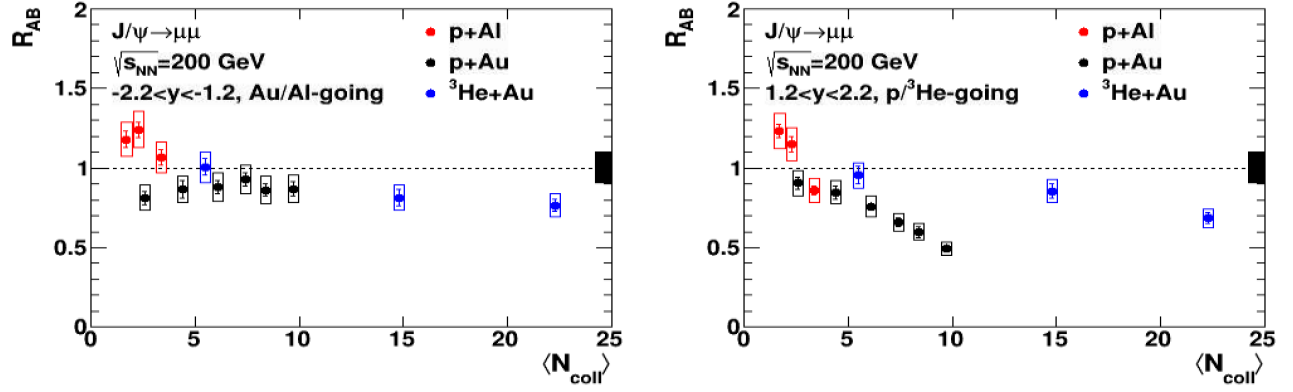 R_AB
2
1.5
1
0.5
0
J/ψ→μμ
√s_NN=200 GeV
-2.2<y<-1.2, Au/Al-going
p+Al
p+Au
³He+Au
0 5 10 15 20 25
⟨N_coll⟩
R_AB
2
1.5
1
0.5
0
J/ψ→μμ
√s_NN=200 GeV
1.2<y<2.2, p/³He-going
p+Al
p+Au
³He+Au
0 5 10 15 20 25
⟨N_coll⟩